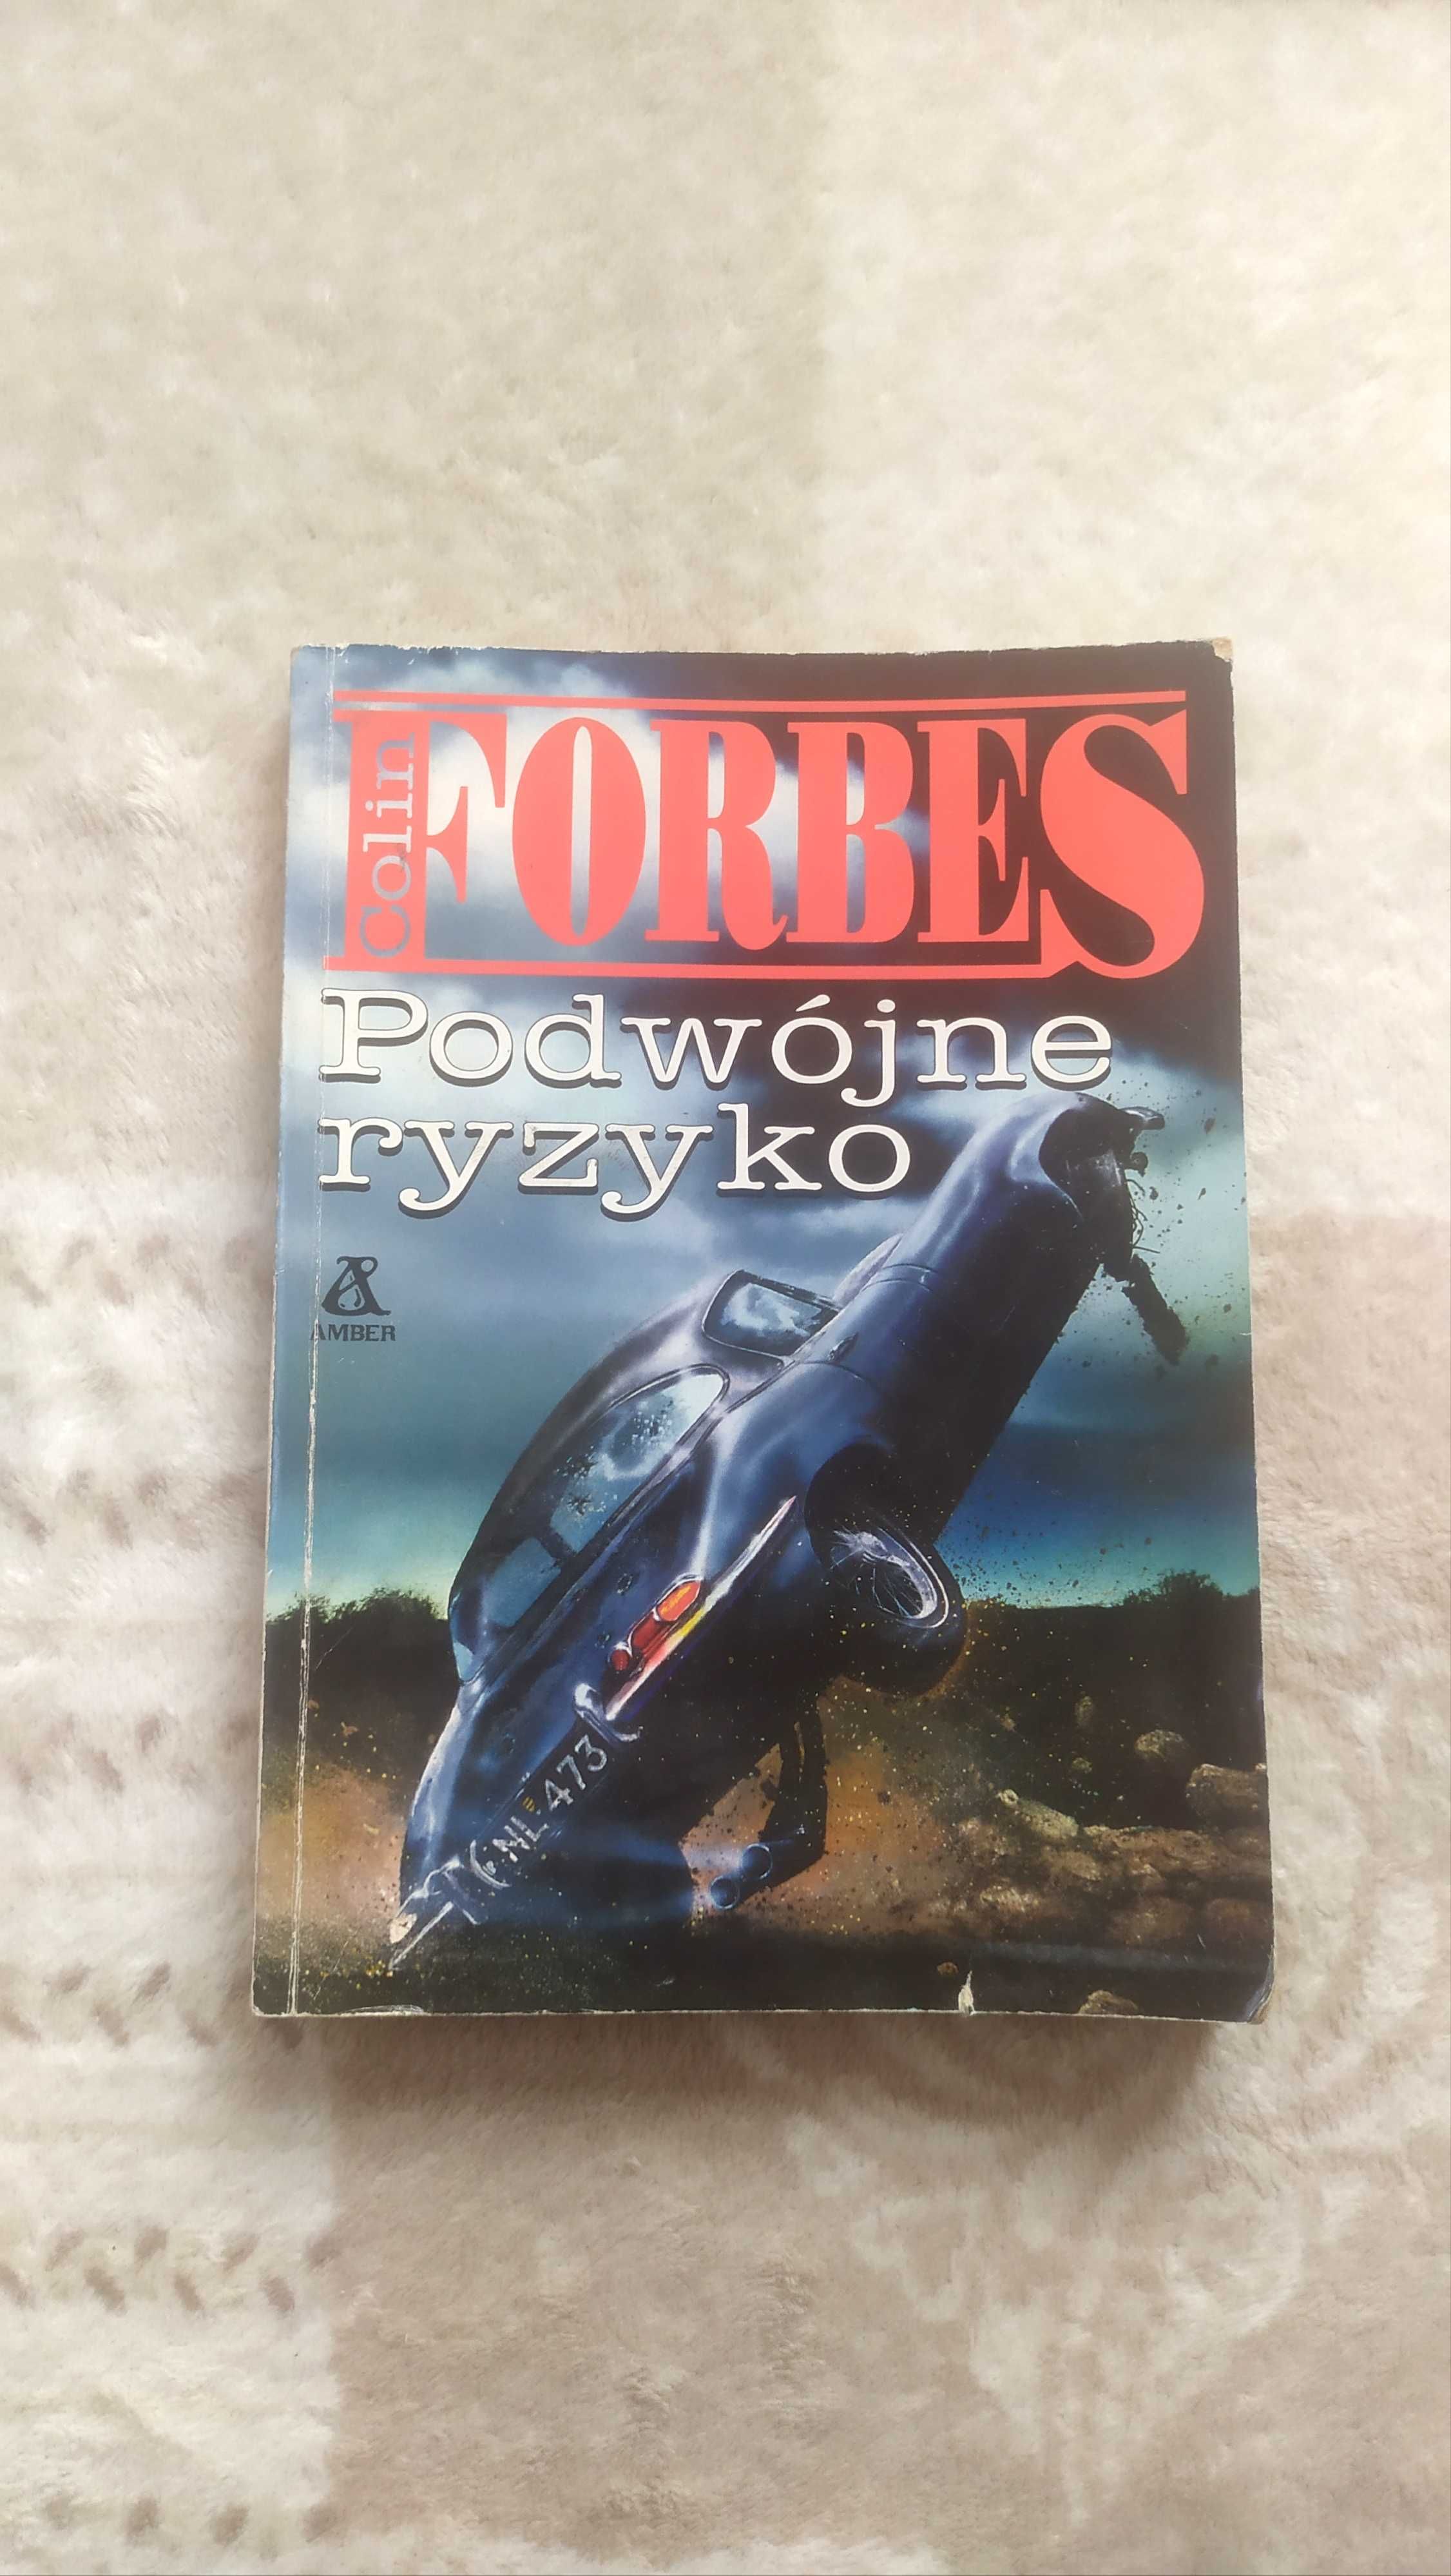 Colin
FORBES
Podwójne
ryzyko
AMBER
NL 473